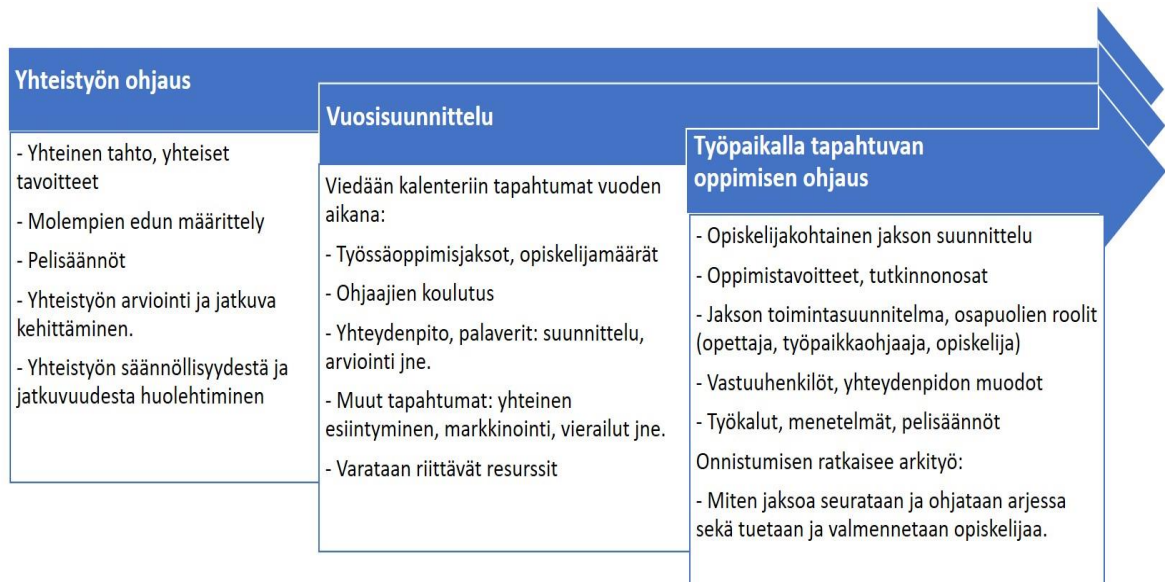 Yhteistyön ohjaus
- Yhteinen tahto, yhteiset
tavoitteet
- Molempien edun määrittely
- Pelisäännöt
- Yhteistyön arviointi ja jatkuva
kehittäminen.
- Yhteistyön säännöllisyydestä ja
jatkuvuudesta huolehtiminen
Vuosisuunnittelu
Viedään kalenteriin tapahtumat vuoden
aikana:
- Työssäoppimisjaksot, opiskelijamäärät
- Ohjaajien koulutus
- Yhteydenpito, palaverit: suunnittelu,
arviointi jne.
- Muut tapahtumat: yhteinen
esiintyminen, markkinointi, vierailut jne.
- Varataan riittävät resurssit
Työpaikalla tapahtuvan
oppimisen ohjaus
- Opiskelijakohtainen jakson suunnittelu
- Oppimistavoitteet, tutkinnonosat
- Jakson toimintasuunnitelma, osapuolien roolit
(opettaja, työpaikkaohjaaja, opiskelija)
- Vastuuhenkilöt, yhteydenpidon muodot
- Työkalut, menetelmät, pelisäännöt
Onnistumisen ratkaisee arkityö:
- Miten jaksoa seurataan ja ohjataan arjessa
sekä tuetaan ja valmennetaan opiskelijaa.